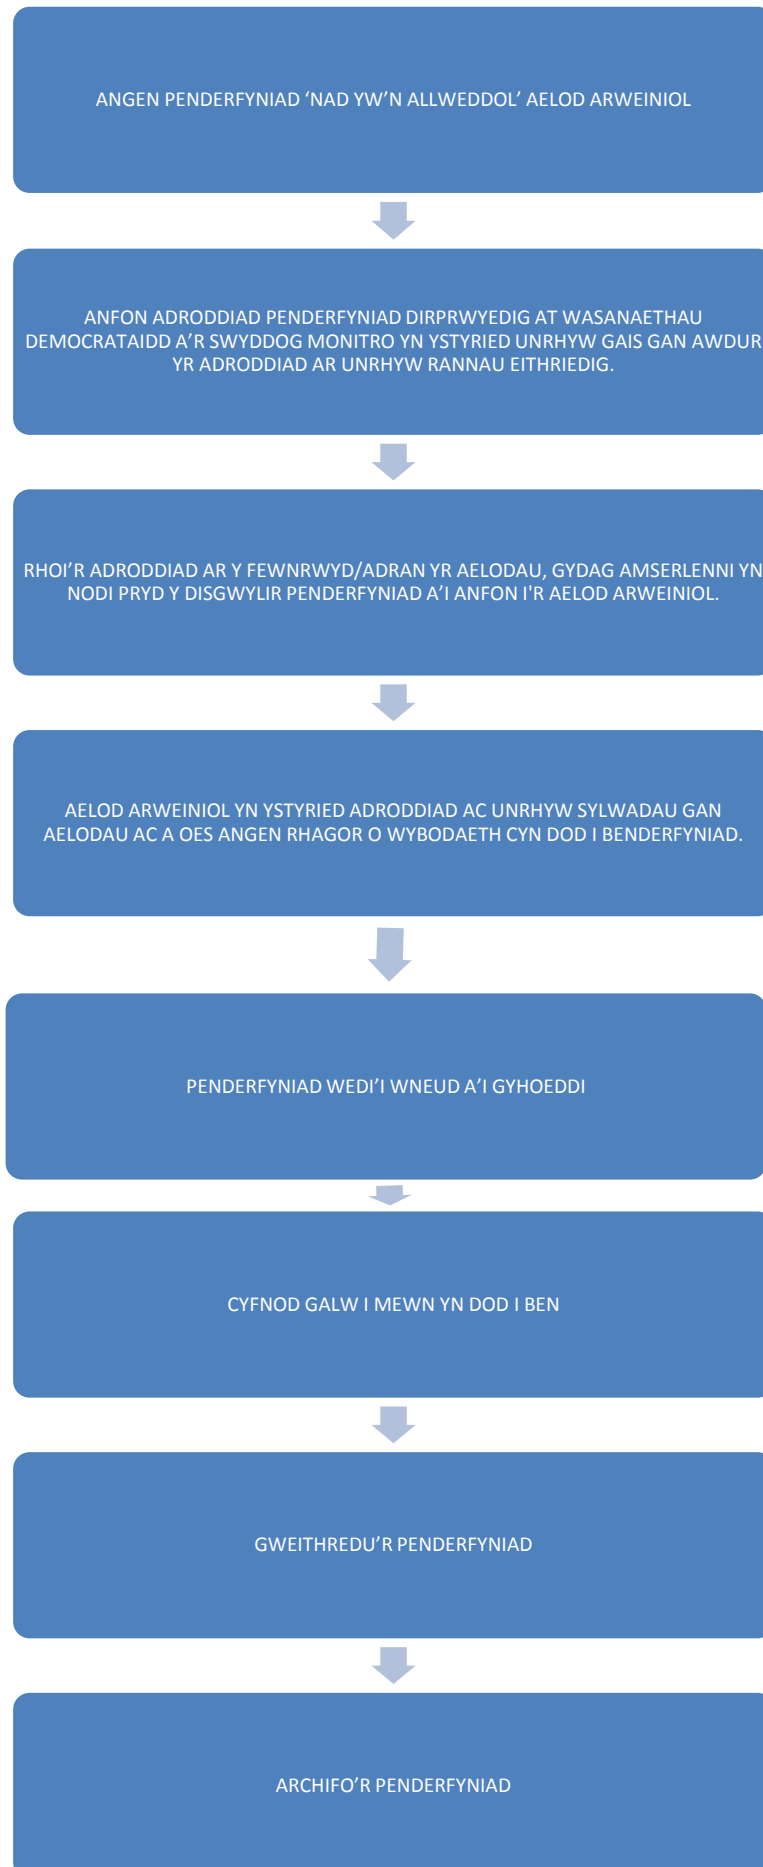 ANGEN PENDERFYNIAD ‘NAD YW’N ALLWEDDOL’ AELOD ARWEINIOL
ANFON ADRODDIAD PENDERFYNIAD DIRPRWYEDIG AT WASANAETHAU
DEMOCRATAIDD A’R SWYDDOG MONITRO YN YSTYRIED UNRHYW GAIS GAN AWDUR
YR ADRODDIAD AR UNRHYW RANNAU EITHRIEDIG.
RHOI’R ADRODDIAD AR Y FEWNRWYD/ADRAN YR AELODAU, GYDAG AMSERLENNI YN
NODI PRYD Y DISGWYLIR PENDERFYNIAD A’I ANFON I'R AELOD ARWEINIOL.
AELOD ARWEINIOL YN YSTYRIED ADRODDIAD AC UNRHYW SYLWADAU GAN
AELODAU AC A OES ANGEN RHAGOR O WYBODAETH CYN DOD I BENDERFYNIAD.
PENDERFYNIAD WEDI’I WNEUD A’I GYHOEDDI
CYFNOD GALW I MEWN YN DOD I BEN
GWEITHREDU’R PENDERFYNIAD
ARCHIFO’R PENDERFYNIAD